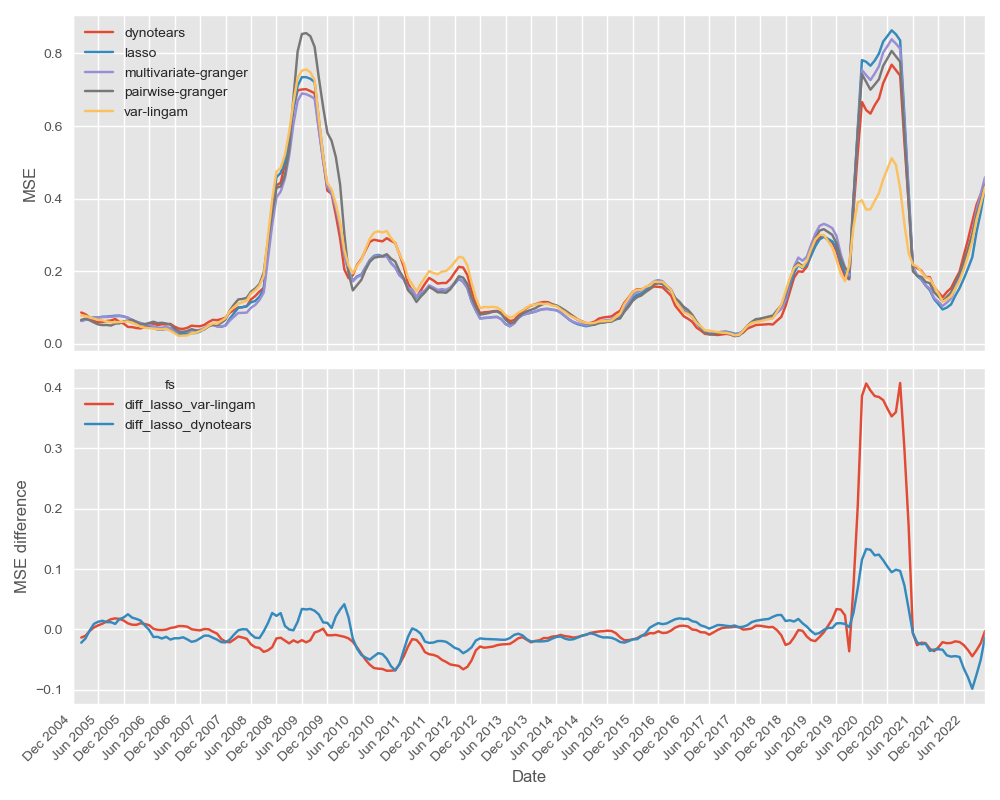 dynotears
lasso
multivariate-granger
pairwise-granger
var-lingam
0.8
0.6
0.4
0.2
0.0
MSE
fs
diff_lasso_var-lingam
diff_lasso_dynotears
0.4
0.3
0.2
0.1
0.0
−0.1
MSE difference
Dec 2004
Jun 2005
Dec 2005
Jun 2006
Dec 2006
Jun 2007
Dec 2007
Jun 2008
Dec 2008
Jun 2009
Dec 2009
Jun 2010
Dec 2010
Jun 2011
Dec 2011
Jun 2012
Dec 2012
Jun 2013
Dec 2013
Jun 2014
Dec 2014
Jun 2015
Dec 2015
Jun 2016
Dec 2016
Jun 2017
Dec 2017
Jun 2018
Dec 2018
Jun 2019
Dec 2019
Jun 2020
Dec 2020
Jun 2021
Dec 2021
Jun 2022
Date